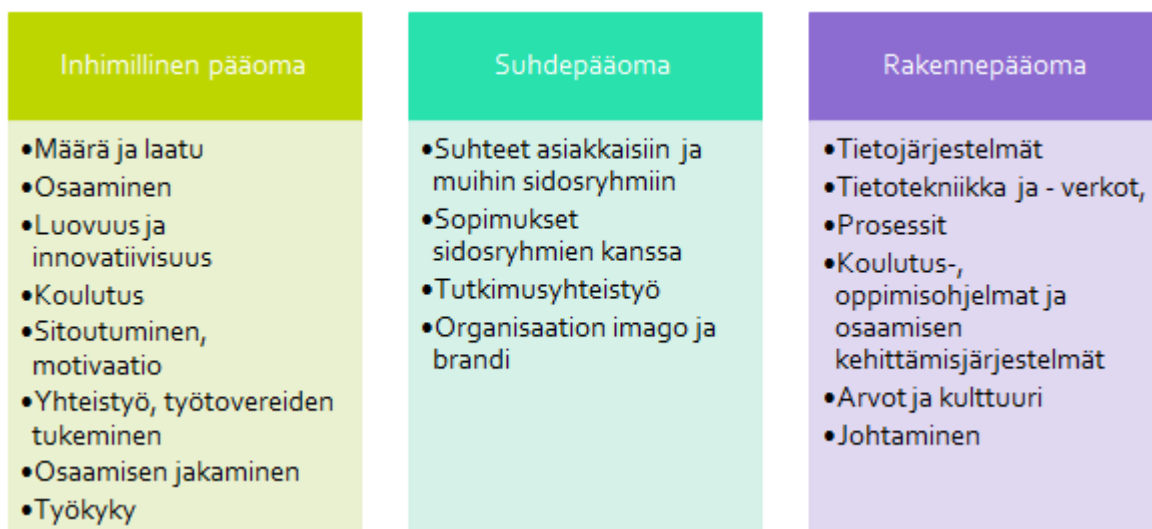 Inhimillinen pääoma
•Määrä ja laatu
•Osaaminen
•Luovuus ja
innovatiivisuus
•Koulutus
•Sitoutuminen,
motivaatio
•Yhteistyö, työtovereiden
tukeminen
•Osaamisen jakaminen
•Työkyky
Suhdepääoma
•Suhteet asiakkaisiin ja
muihin sidosryhmiin
•Sopimukset
sidosryhmien kanssa
•Tutkimusyhteistyö
•Organisaation imago ja
brandi
Rakennepääoma
•Tietojärjestelmät
•Tietotekniikka ja - verkot,
•Prosessit
•Koulutus-,
oppimisohjelmat ja
osaamisen
kehittämisjärjestelmät
•Arvot ja kulttuuri
•Johtaminen